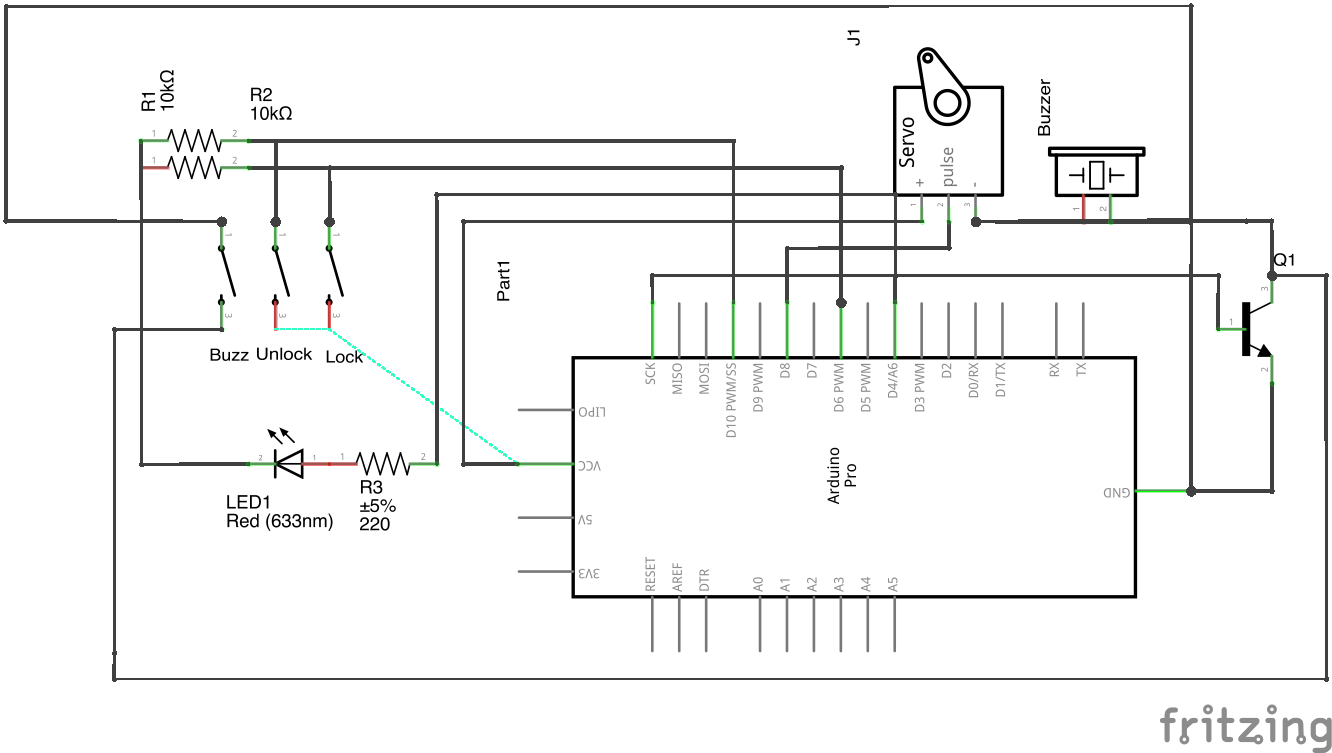 J1
R1
10kΩ
R2
10kΩ
Buzzer
Servo
+
pulse
-
1
2
3
1
2
1
2
1
2
1
1
1
3
3
3
Buzz
Unlock
Lock
Part1
Q1
3
1
2
SCK
MISO
MOSI
D10 PWM/SS
D9 PWM
D8
D7
D6 PWM
D5 PWM
D4/A6
D3 PWM
D2
D0/RX
D1/TX
RX
TX
LIPO
VCC
5V
3V3
GND
Arduino
Pro
2
1
1
2
LED1
Red (633nm)
R3
±5%
220
RESET
AREF
DTR
A0
A1
A2
A3
A4
A5
fritzing